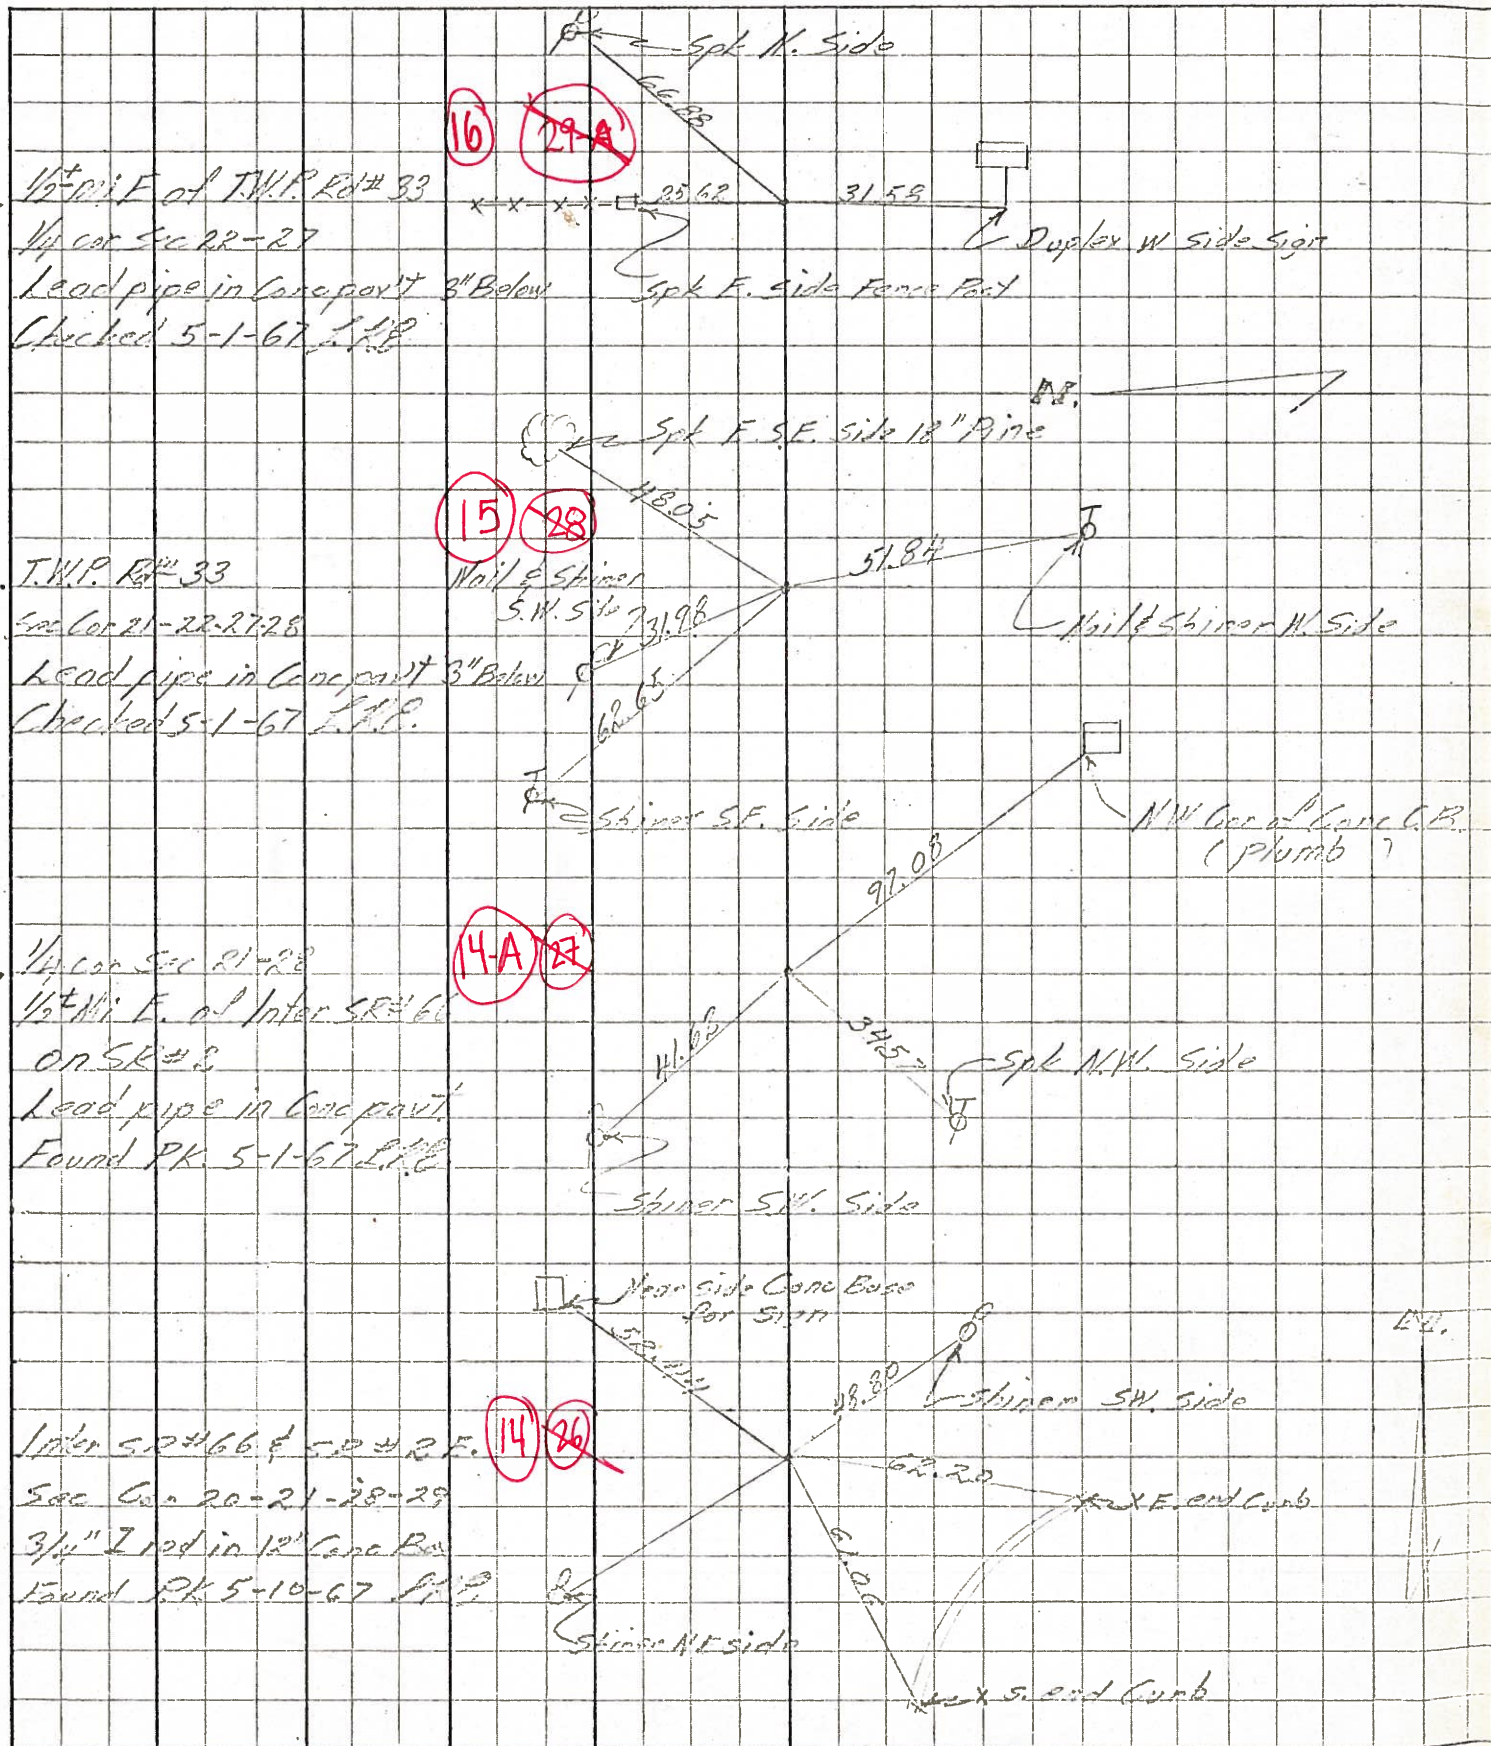 Spk N. Side
66.88
16 29-A
1/2± Mi E of T.W.P. Rd # 33
25.62
31.58
1/4 cor Sec 22-27
Duplex W side Sign
Lead pipe in Conc pav't 3" Below
Spk E. Side Fence Post
Checked 5-1-67
N.
Spk E.S.E. Side 18" Pine
48.05
15 28
51.84
T.W.P. Rd # 33
Nail & Shiner
S.W. Side
31.98
Sec Cor 21-22-27-28
Nail & Shiner W. Side
Lead pipe in Conc pav't 3" Below
62.65
Checked 5-1-67
Shiner S.E. Side
NW Cor of Conc C.B.
(plumb)
97.08
14-A 27
1/4 cor Sec 21-28
1/2± Mi E. of Inter SR # 66
on SR # 2
41.62
Spk N.W. Side
Lead pipe in Conc pav't.
Found PK. 5-1-67
Shiner S.W. Side
Near side Conc Base
for Sign
52.44
Shiner SW. Side
14 26
Inter S.R # 66 & S.R # 2 E.
62.20
Sec Cor 20-21-28-29
X E. end Curb
3/4" I rod in 12" Conc Box
Found P.K 5-10-67
Shiner NE side
X S. end Curb